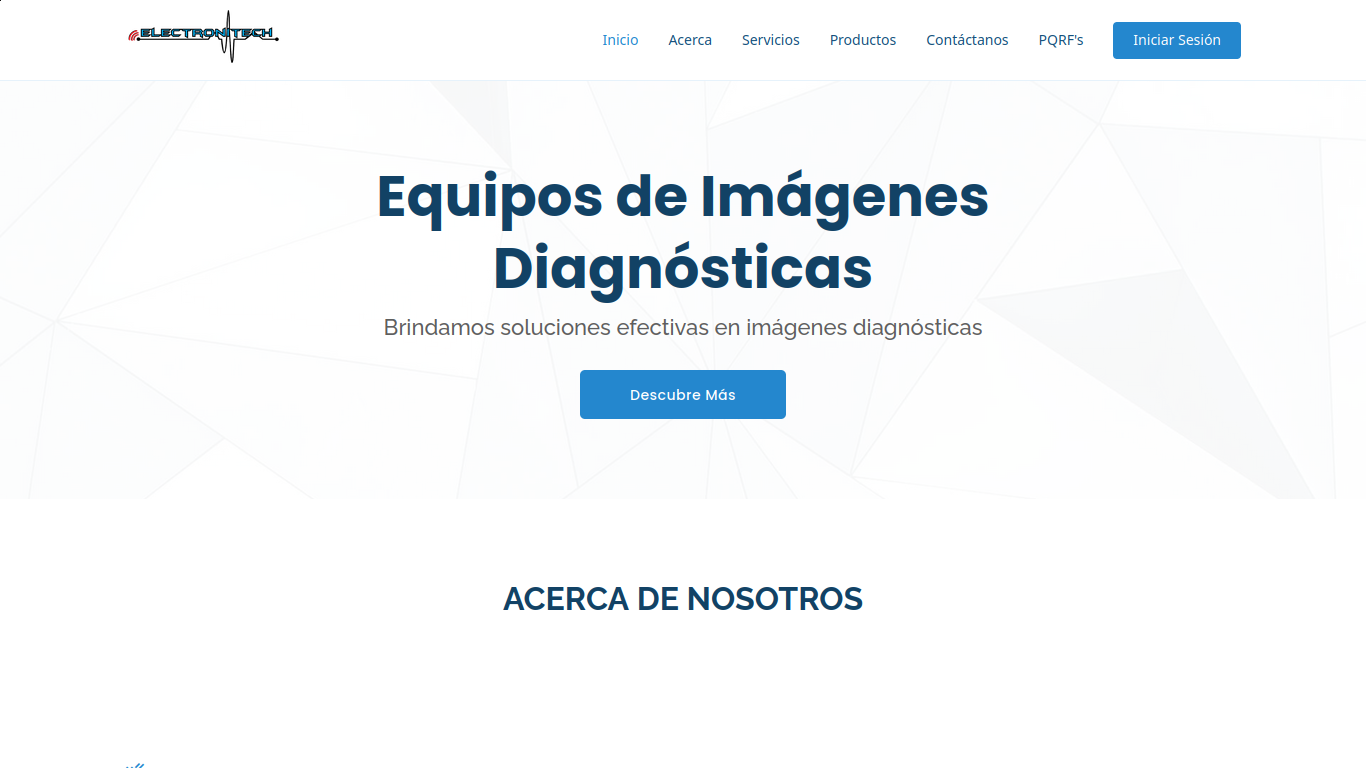 ELECTRONITECH
Inicio
Acerca
Servicios
Productos
Contáctanos
PQRF's
Iniciar Sesión
Equipos de Imágenes
Diagnósticas
Brindamos soluciones efectivas en imágenes diagnósticas
Descubre Más
ACERCA DE NOSOTROS